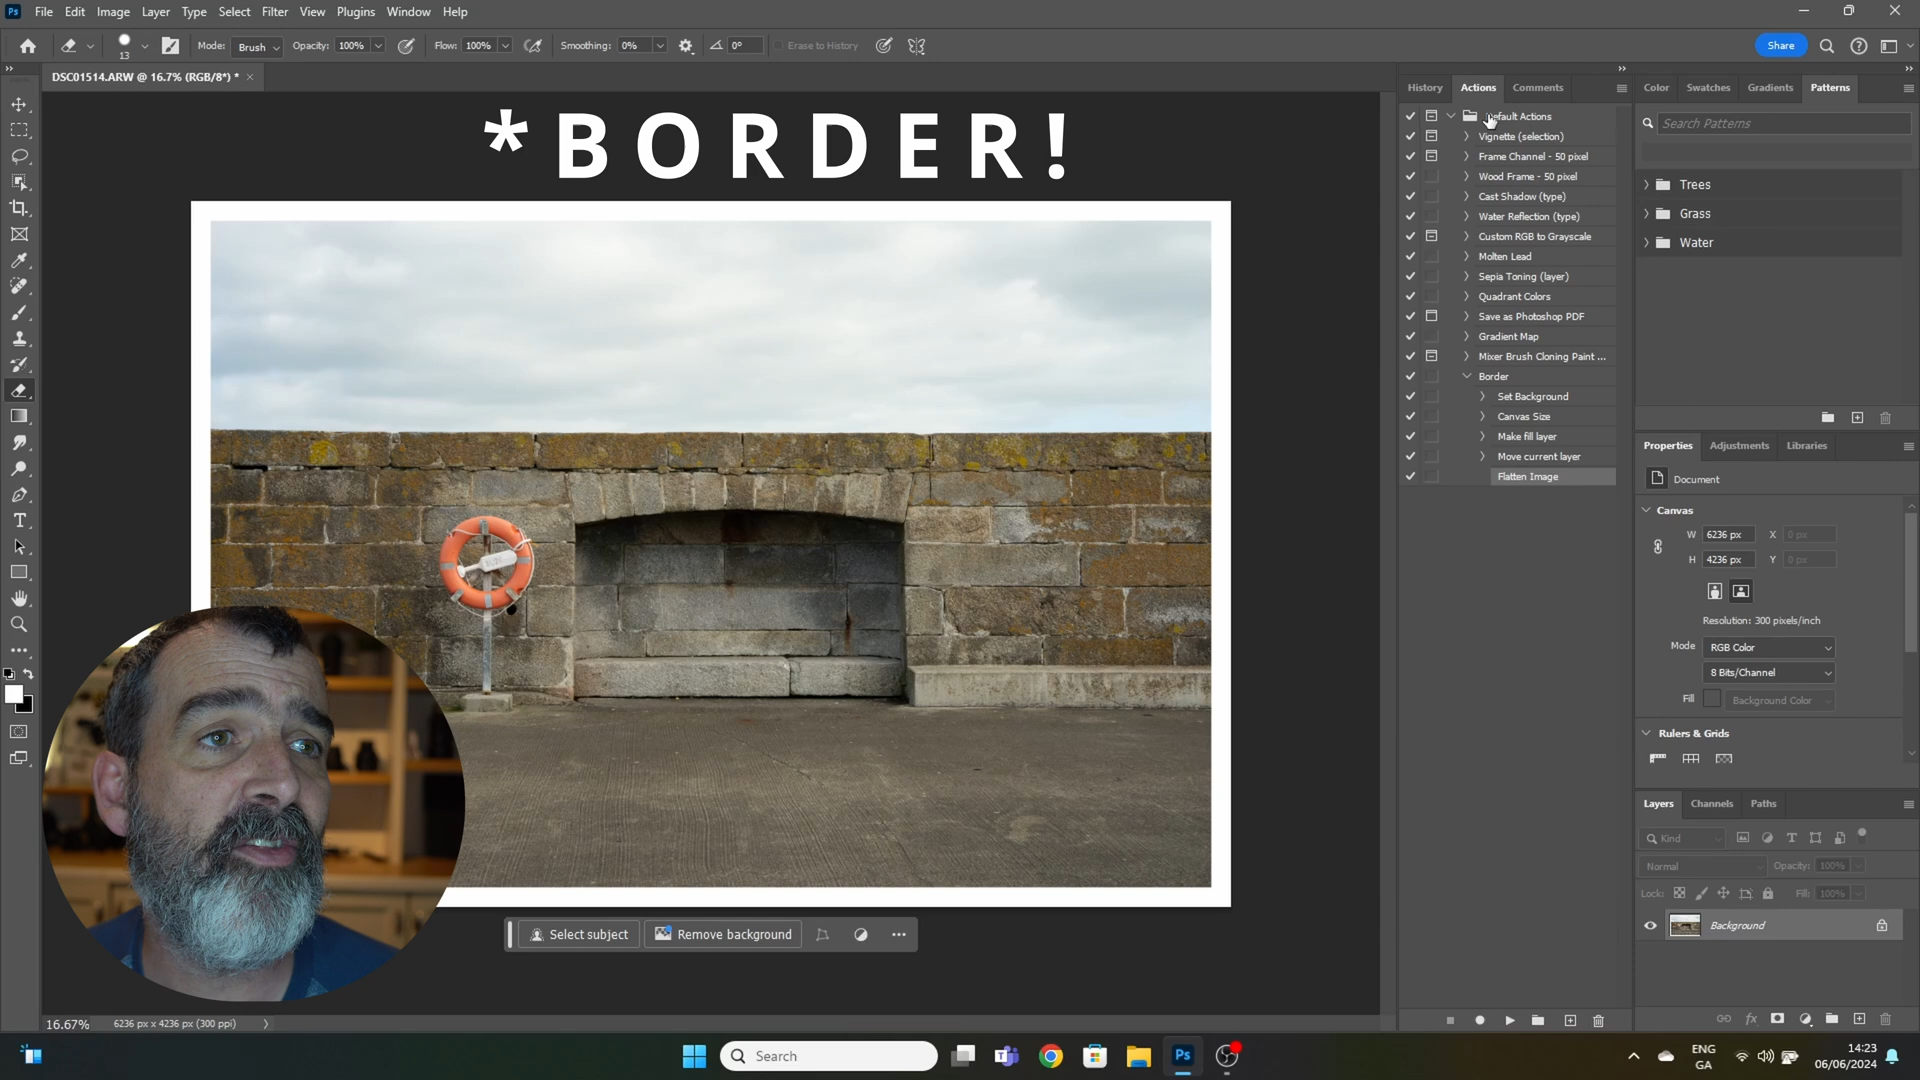 Ps File Edit Image Layer Type Select Filter View Plugins Window Help
13 Mode: Brush Opacity: 100% Flow: 100% Smoothing: 0% 0° Erase to History Share
DSC01514.ARW @ 16.7% (RGB/8*) *
*BORDER!
History Actions Comments
Default Actions
Vignette (selection)
Frame Channel - 50 pixel
Wood Frame - 50 pixel
Cast Shadow (type)
Water Reflection (type)
Custom RGB to Grayscale
Molten Lead
Sepia Toning (layer)
Quadrant Colors
Save as Photoshop PDF
Gradient Map
Mixer Brush Cloning Paint ...
Border
Set Background
Canvas Size
Make fill layer
Move current layer
Flatten Image
Color Swatches Gradients Patterns
Search Patterns
Trees
Grass
Water
Properties Adjustments Libraries
Document
Canvas
W 6236 px X 0 px
H 4236 px Y 0 px
Resolution: 300 pixels/inch
Mode RGB Color
8 Bits/Channel
Fill Background Color
Rulers & Grids
Layers Channels Paths
Kind
Normal Opacity: 100%
Lock: Fill: 100%
Background
Select subject Remove background
16.67% 6236 px x 4236 px (300 ppi)
Search
Ps
ENG
GA
14:23
06/06/2024